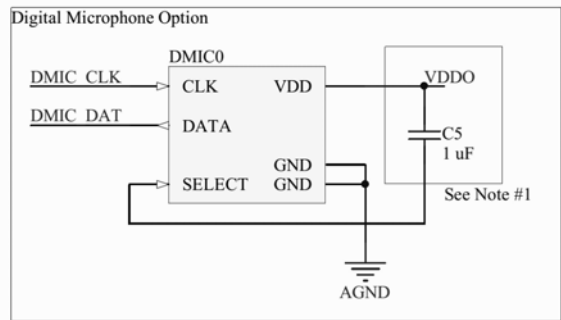 Digital Microphone Option
DMIC0
DMIC_CLK
CLK
VDD
VDDO
DMIC_DAT
DATA
C5
1 uF
GND
SELECT
GND
See Note #1
AGND